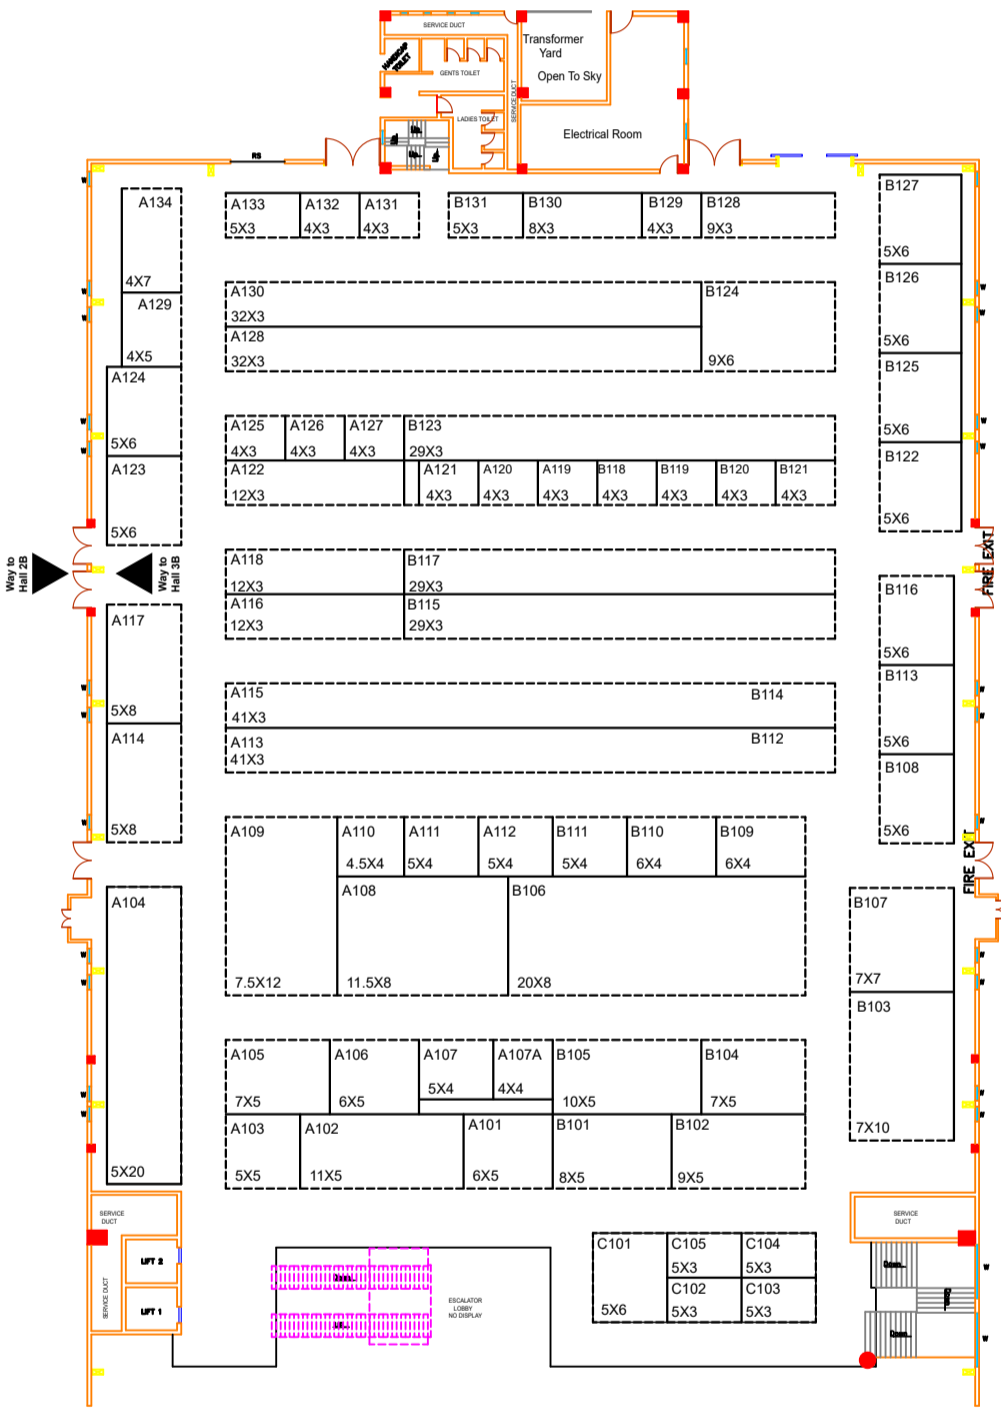 SERVICE DUCT
Transformer
Yard
Open To Sky
HANDICAP
TOILET
GENTS TOILET
SERVICE DUCT
LADIES TOILET
Electrical Room
Up
Up
RS
A134
4X7
A133
5X3
A132
4X3
A131
4X3
B131
5X3
B130
8X3
B129
4X3
B128
9X3
B127
5X6
A130
32X3
B124
9X6
A128
32X3
B126
5X6
A129
4X5
A124
5X6
B125
5X6
A125
4X3
A126
4X3
A127
4X3
B123
29X3
A123
5X6
A122
12X3
A121
4X3
A120
4X3
A119
4X3
B118
4X3
B119
4X3
B120
4X3
B121
4X3
B122
5X6
Way to
Hall 2B
Way to
Hall 3B
A118
12X3
B117
29X3
FIRE EXIT
A116
12X3
B115
29X3
B116
5X6
A117
5X8
A115
41X3
B114
B113
5X6
A113
41X3
B112
A114
5X8
B108
5X6
A109
7.5X12
A110
4.5X4
A111
5X4
A112
5X4
B111
5X4
B110
6X4
B109
6X4
FIRE EXIT
A108
11.5X8
B106
20X8
A104
5X20
B107
7X7
B103
7X10
A105
7X5
A106
6X5
A107
5X4
A107A
4X4
B105
10X5
B104
7X5
A103
5X5
A102
11X5
A101
6X5
B101
8X5
B102
9X5
SERVICE
DUCT
SERVICE
DUCT
LIFT 2
SERVICE DUCT
LIFT 1
Down
ESCALATOR
LOBBY
NO DISPLAY
C101
5X6
C105
5X3
C104
5X3
C102
5X3
C103
5X3
Down
Down
Down